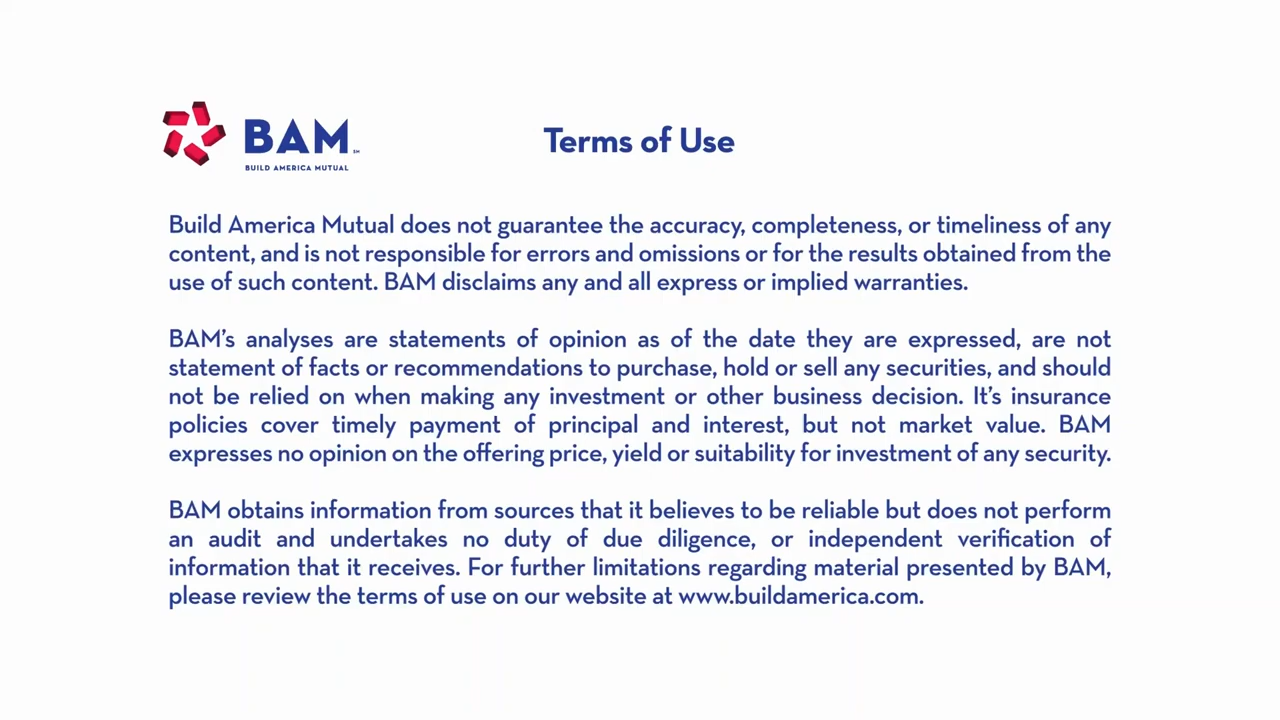 BAM SM
BUILD AMERICA MUTUAL
Terms of Use
Build America Mutual does not guarantee the accuracy, completeness, or timeliness of any
content, and is not responsible for errors and omissions or for the results obtained from the
use of such content. BAM disclaims any and all express or implied warranties.
BAM’s analyses are statements of opinion as of the date they are expressed, are not
statement of facts or recommendations to purchase, hold or sell any securities, and should
not be relied on when making any investment or other business decision. It’s insurance
policies cover timely payment of principal and interest, but not market value. BAM
expresses no opinion on the offering price, yield or suitability for investment of any security.
BAM obtains information from sources that it believes to be reliable but does not perform
an audit and undertakes no duty of due diligence, or independent verification of
information that it receives. For further limitations regarding material presented by BAM,
please review the terms of use on our website at www.buildamerica.com.